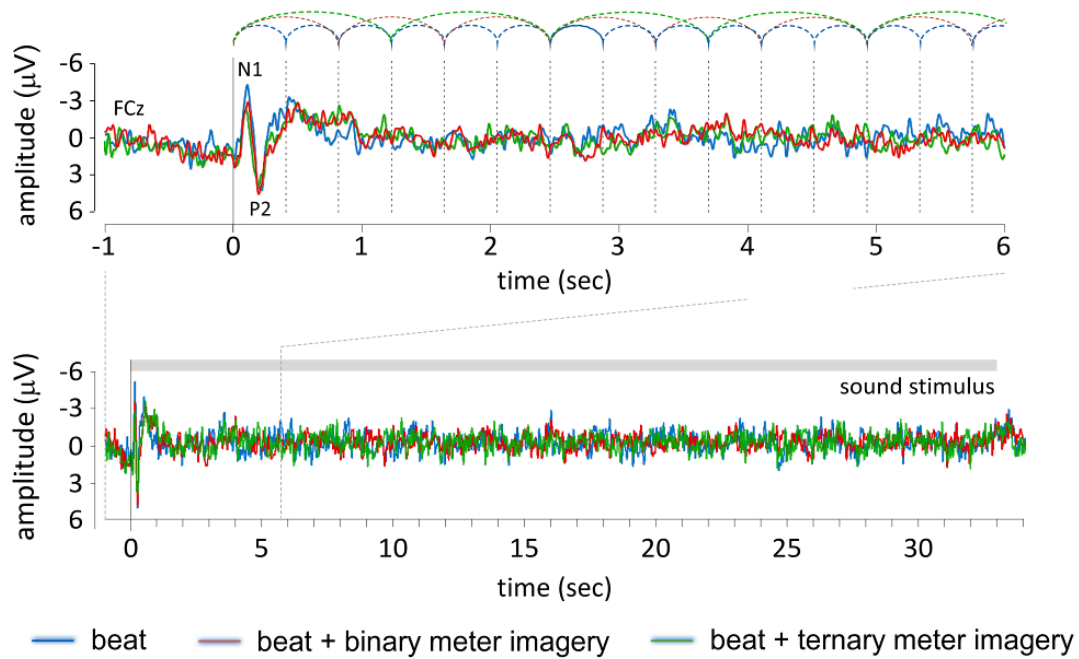 -6
-3
0
3
6
amplitude (µV)
FCz
N1
P2
-1 0 1 2 3 4 5 6
time (sec)
-6
-3
0
3
6
amplitude (µV)
sound stimulus
0 5 10 15 20 25 30
time (sec)
beat beat + binary meter imagery beat + ternary meter imagery